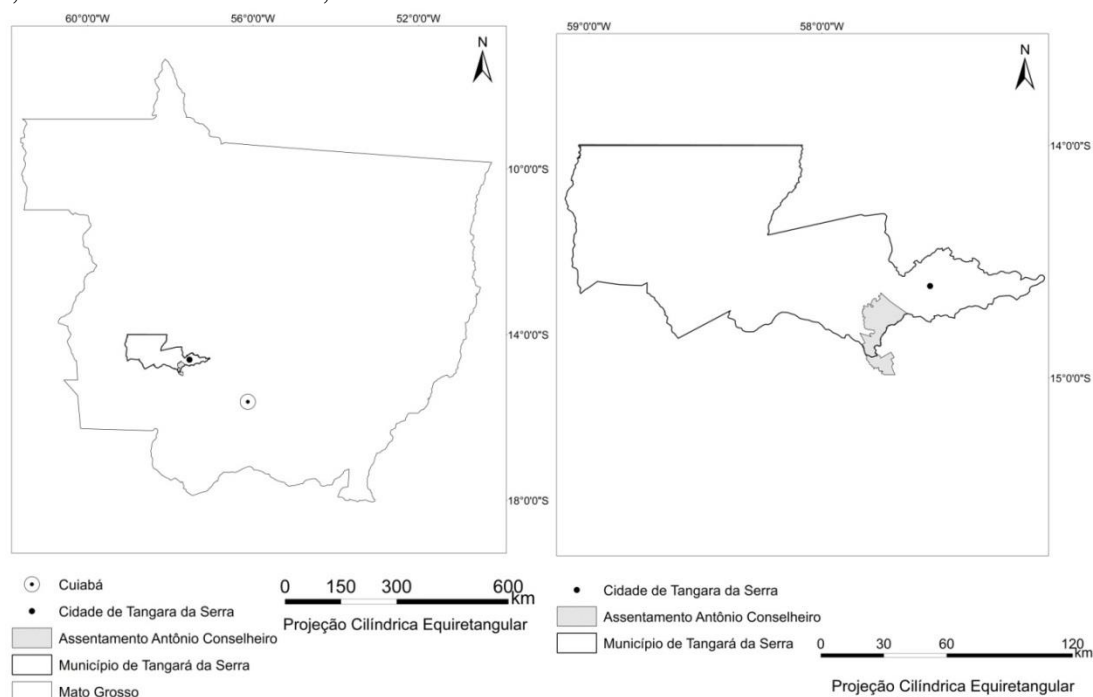 60°0'0"W 56°0'0"W 52°0'0"W
N
10°0'0"S
14°0'0"S
18°0'0"S
Cuiabá
Cidade de Tangara da Serra
Assentamento Antônio Conselheiro
Município de Tangará da Serra
Mato Grosso
0 150 300 600
km
Projeção Cilíndrica Equiretangular
59°0'0"W 58°0'0"W
N
14°0'0"S
15°0'0"S
Cidade de Tangara da Serra
Assentamento Antônio Conselheiro
Município de Tangará da Serra
0 30 60 120
km
Projeção Cilíndrica Equiretangular